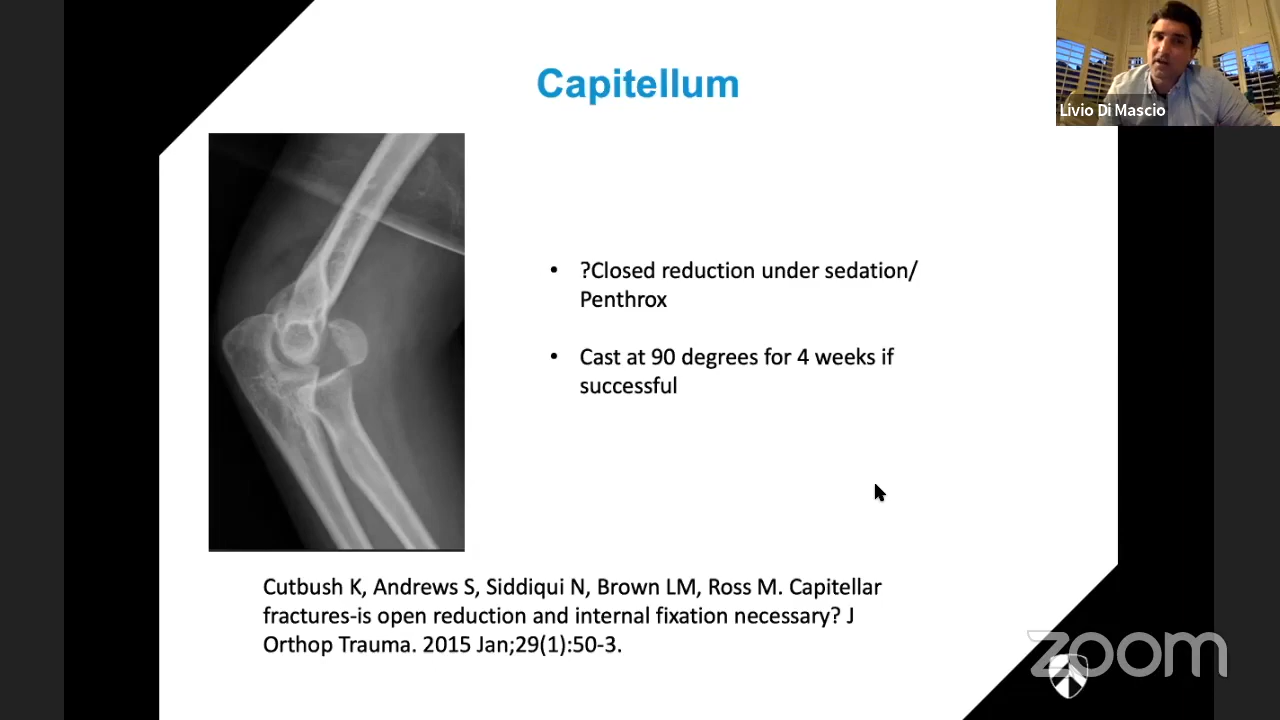 Capitellum
Livio Di Mascio
• ?Closed reduction under sedation/
Penthrox
• Cast at 90 degrees for 4 weeks if
successful
Cutbush K, Andrews S, Siddiqui N, Brown LM, Ross M. Capitellar
fractures-is open reduction and internal fixation necessary? J
Orthop Trauma. 2015 Jan;29(1):50-3.
zoom